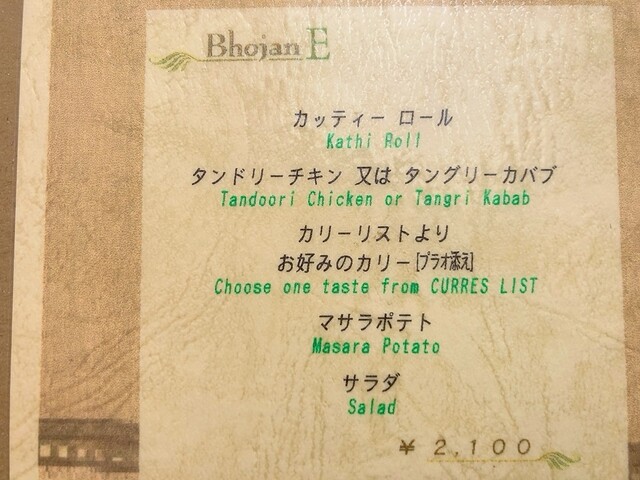 Bhojan E
カッティー ロール
Kathi Roll
タンドリーチキン 又は タングリーカバブ
Tandoori Chicken or Tangri Kabab
カリーリストより
お好みのカリー[プラオ添え]
Choose one taste from CURRES LIST
マサラポテト
Masara Potato
サラダ
Salad
¥ 2,100